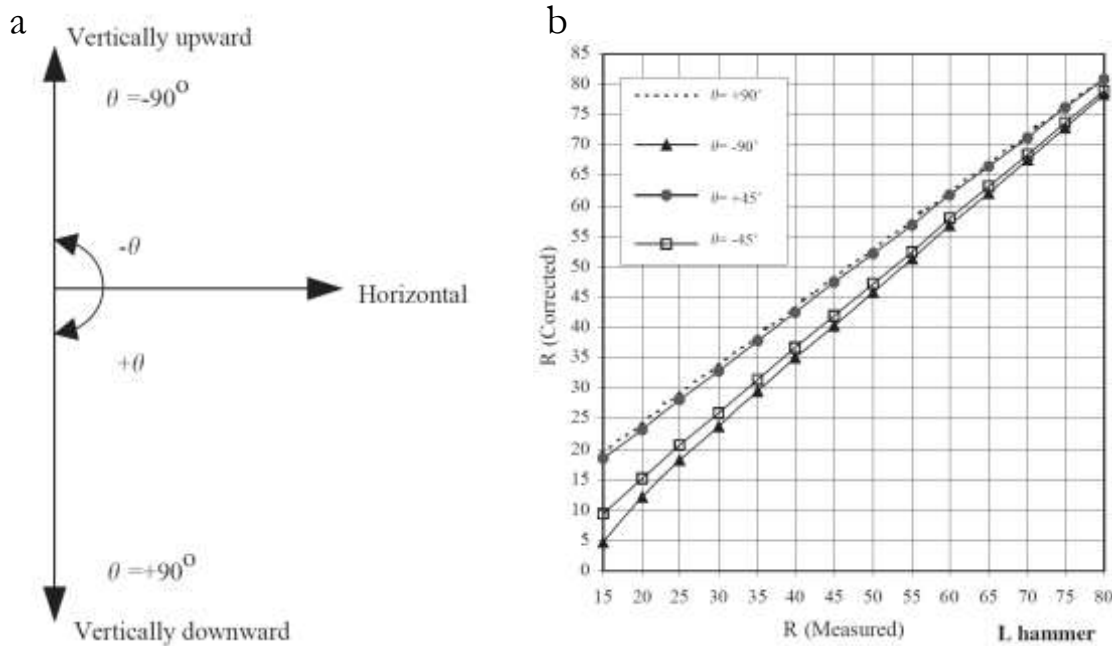 a
Vertically upward
θ =-90°
-θ
Horizontal
+θ
θ =+90°
Vertically downward
b
R (Corrected)
85
80
75
70
65
60
55
50
45
40
35
30
25
20
15
10
5
0
θ= +90°
θ= -90°
θ= +45°
θ= -45°
15 20 25 30 35 40 45 50 55 60 65 70 75 80
R (Measured)
L hammer